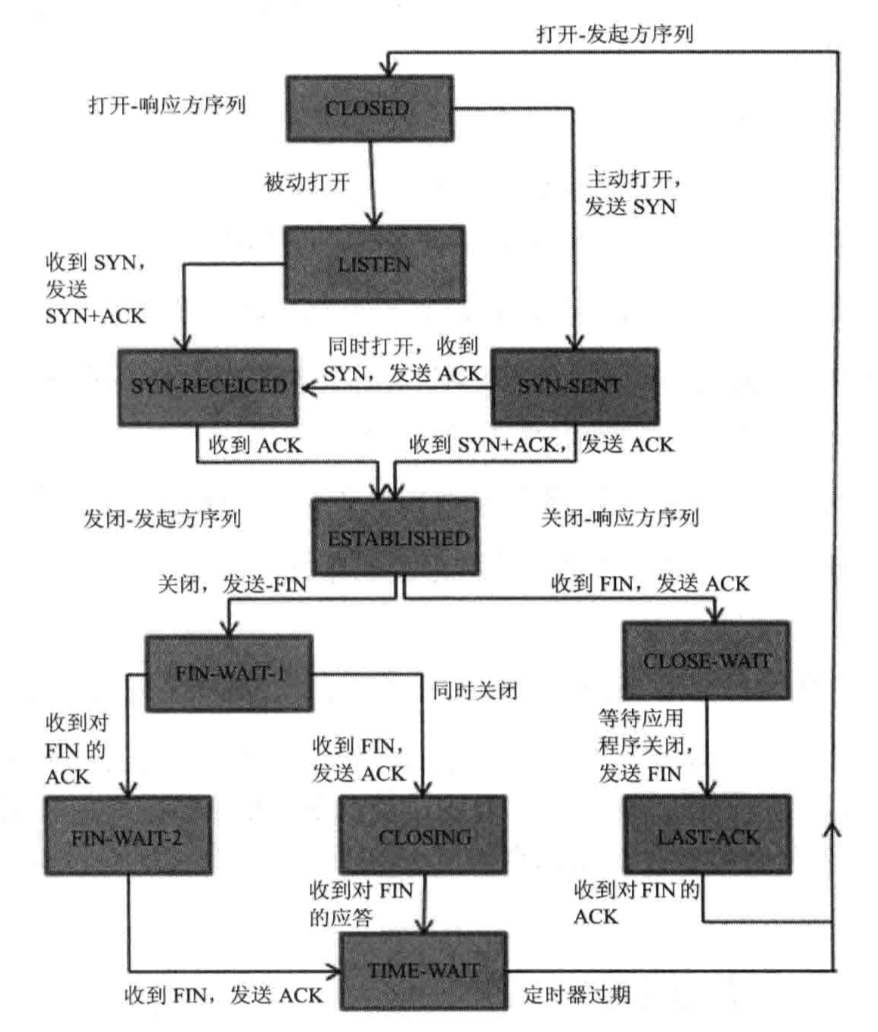 打开-发起方序列
打开-响应方序列
CLOSED
被动打开
主动打开，
发送 SYN
收到 SYN，
发送
SYN+ACK
LISTEN
同时打开，收到
SYN，发送 ACK
SYN-RECEICED
SYN-SENT
收到 ACK
收到 SYN+ACK，发送 ACK
发闭-发起方序列
关闭-响应方序列
ESTABLISHED
关闭，发送-FIN
收到 FIN，发送 ACK
FIN-WAIT-1
CLOSE-WAIT
同时关闭
收到对
FIN 的
ACK
收到 FIN，
发送 ACK
等待应用
程序关闭，
发送 FIN
FIN-WAIT-2
CLOSING
LAST-ACK
收到对 FIN
的应答
收到对FIN的
ACK
TIME-WAIT
收到 FIN，发送 ACK
定时器过期